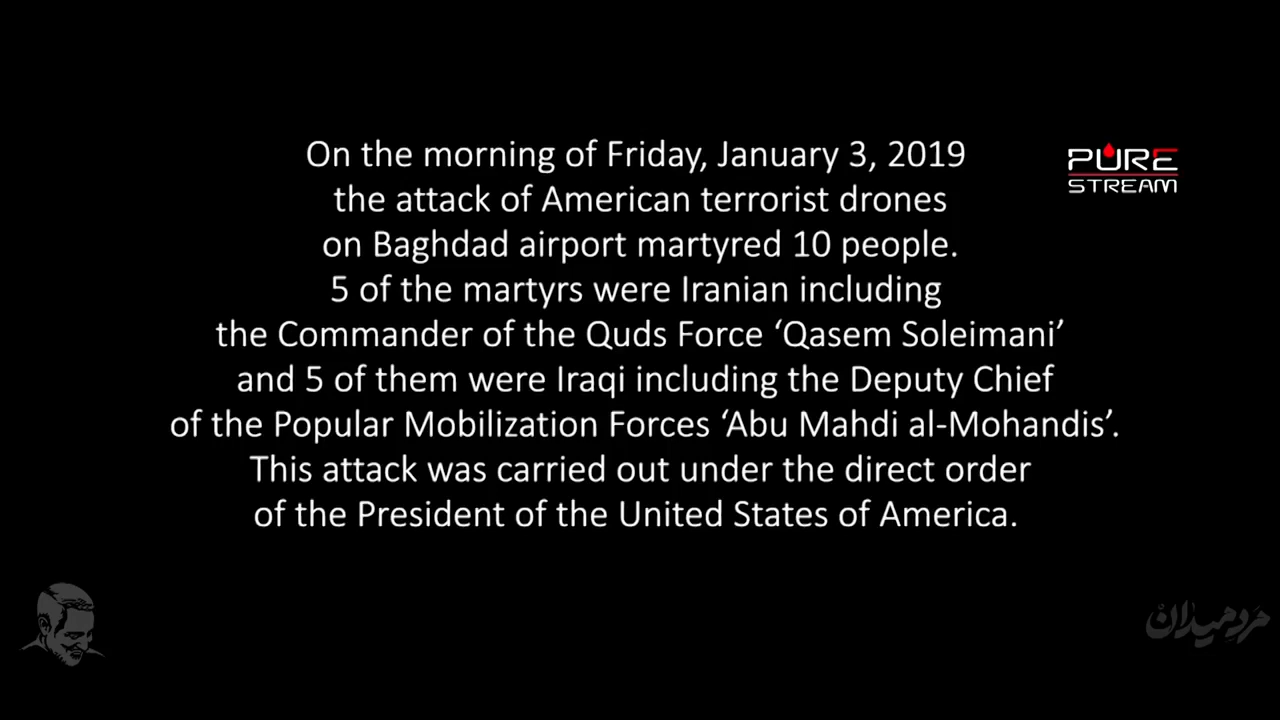 On the morning of Friday, January 3, 2019
the attack of American terrorist drones
on Baghdad airport martyred 10 people.
5 of the martyrs were Iranian including
the Commander of the Quds Force ‘Qasem Soleimani’
and 5 of them were Iraqi including the Deputy Chief
of the Popular Mobilization Forces ‘Abu Mahdi al-Mohandis’.
This attack was carried out under the direct order
of the President of the United States of America.
PURE
STREAM
مَردِمیدانْ